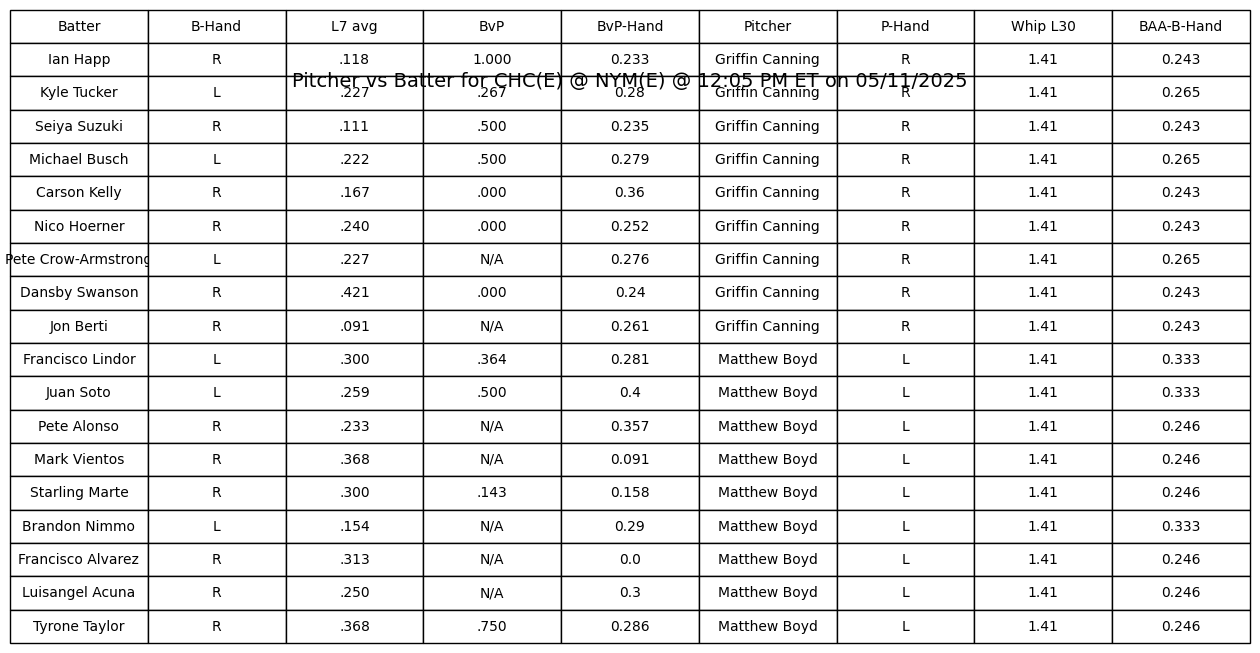 Batter B-Hand L7 avg BvP BvP-Hand Pitcher P-Hand Whip L30 BAA-B-Hand
Ian Happ R .118 1.000 0.233 Griffin Canning R 1.41 0.243
Pitcher vs Batter for CHC(E) @ NYM(E) @ 12:05 PM ET on 05/11/2025
Kyle Tucker L .227 .267 0.28 Griffin Canning R 1.41 0.265
Seiya Suzuki R .111 .500 0.235 Griffin Canning R 1.41 0.243
Michael Busch L .222 .500 0.279 Griffin Canning R 1.41 0.265
Carson Kelly R .167 .000 0.36 Griffin Canning R 1.41 0.243
Nico Hoerner R .240 .000 0.252 Griffin Canning R 1.41 0.243
Pete Crow-Armstrong L .227 N/A 0.276 Griffin Canning R 1.41 0.265
Dansby Swanson R .421 .000 0.24 Griffin Canning R 1.41 0.243
Jon Berti R .091 N/A 0.261 Griffin Canning R 1.41 0.243
Francisco Lindor L .300 .364 0.281 Matthew Boyd L 1.41 0.333
Juan Soto L .259 .500 0.4 Matthew Boyd L 1.41 0.333
Pete Alonso R .233 N/A 0.357 Matthew Boyd L 1.41 0.246
Mark Vientos R .368 N/A 0.091 Matthew Boyd L 1.41 0.246
Starling Marte R .300 .143 0.158 Matthew Boyd L 1.41 0.246
Brandon Nimmo L .154 N/A 0.29 Matthew Boyd L 1.41 0.333
Francisco Alvarez R .313 N/A 0.0 Matthew Boyd L 1.41 0.246
Luisangel Acuna R .250 N/A 0.3 Matthew Boyd L 1.41 0.246
Tyrone Taylor R .368 .750 0.286 Matthew Boyd L 1.41 0.246